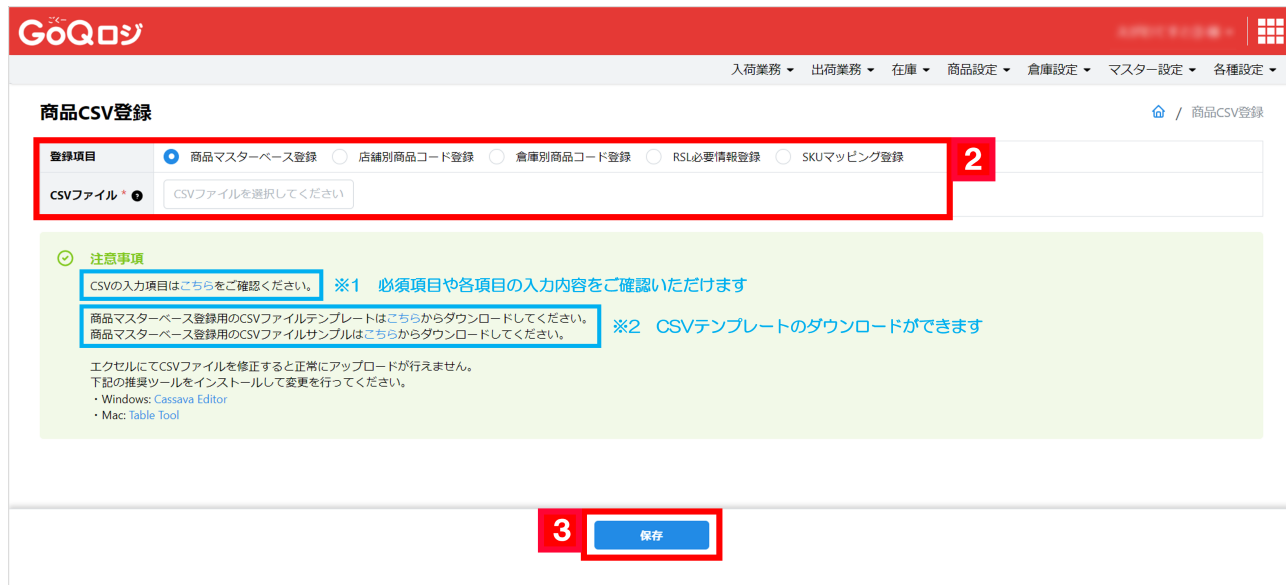 ごくー
GoQロジ
入荷業務 出荷業務 在庫 商品設定 倉庫設定 マスター設定 各種設定
商品CSV登録
/ 商品CSV登録
登録項目 商品マスターベース登録 店舗別商品コード登録 倉庫別商品コード登録 RSL必要情報登録 SKUマッピング登録
2
CSVファイル * ? CSVファイルを選択してください
注意事項
CSVの入力項目はこちらをご確認ください。
※1 必須項目や各項目の入力内容をご確認いただけます
商品マスターベース登録用のCSVファイルテンプレートはこちらからダウンロードしてください。
商品マスターベース登録用のCSVファイルサンプルはこちらからダウンロードしてください。
※2 CSVテンプレートのダウンロードができます
エクセルにてCSVファイルを修正すると正常にアップロードが行えません。
下記の推奨ツールをインストールして変更を行ってください。
・Windows: Cassava Editor
・Mac: Table Tool
3
保存